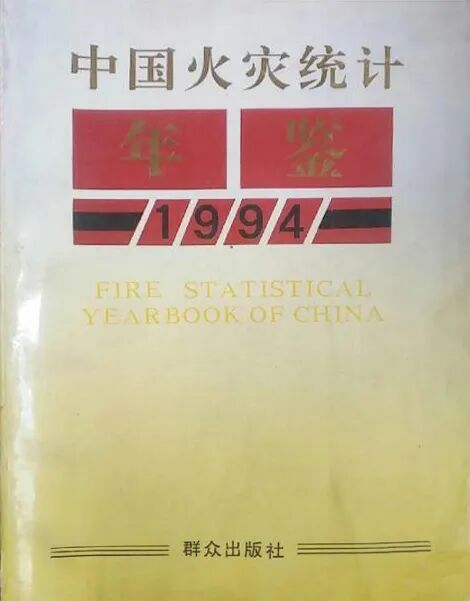 中国火灾统计
年鉴
1994
FIRE STATISTICAL
YEARBOOK OF CHINA
群众出版社